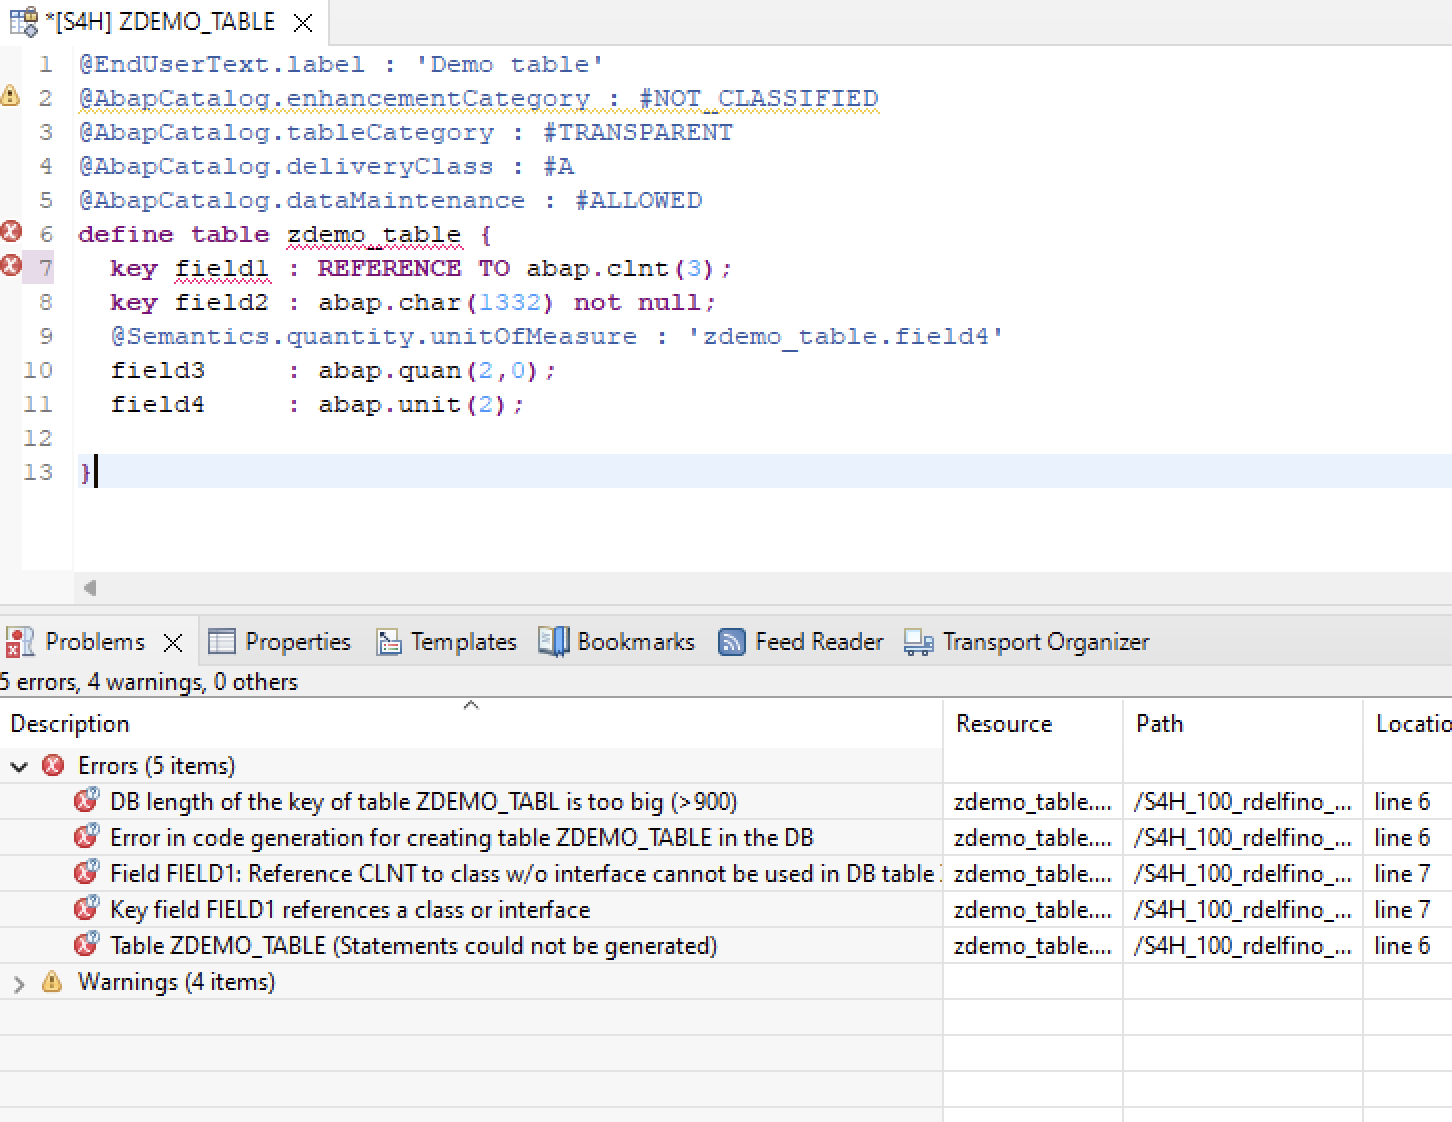 *[S4H] ZDEMO_TABLE
1 @EndUserText.label : 'Demo table'
2 @AbapCatalog.enhancementCategory : #NOT_CLASSIFIED
3 @AbapCatalog.tableCategory : #TRANSPARENT
4 @AbapCatalog.deliveryClass : #A
5 @AbapCatalog.dataMaintenance : #ALLOWED
6 define table zdemo_table {
7 key field1 : REFERENCE TO abap.clnt(3);
8 key field2 : abap.char(1332) not null;
9 @Semantics.quantity.unitOfMeasure : 'zdemo_table.field4'
10 field3 : abap.quan(2,0);
11 field4 : abap.unit(2);
12
13 }
Problems Properties Templates Bookmarks Feed Reader Transport Organizer
5 errors, 4 warnings, 0 others
Description Resource Path Locatio
Errors (5 items)
DB length of the key of table ZDEMO_TABL is too big (>900) zdemo_table.... /S4H_100_rdelfino_... line 6
Error in code generation for creating table ZDEMO_TABLE in the DB zdemo_table.... /S4H_100_rdelfino_... line 6
Field FIELD1: Reference CLNT to class w/o interface cannot be used in DB table zdemo_table.... /S4H_100_rdelfino_... line 7
Key field FIELD1 references a class or interface zdemo_table.... /S4H_100_rdelfino_... line 7
Table ZDEMO_TABLE (Statements could not be generated) zdemo_table.... /S4H_100_rdelfino_... line 6
Warnings (4 items)